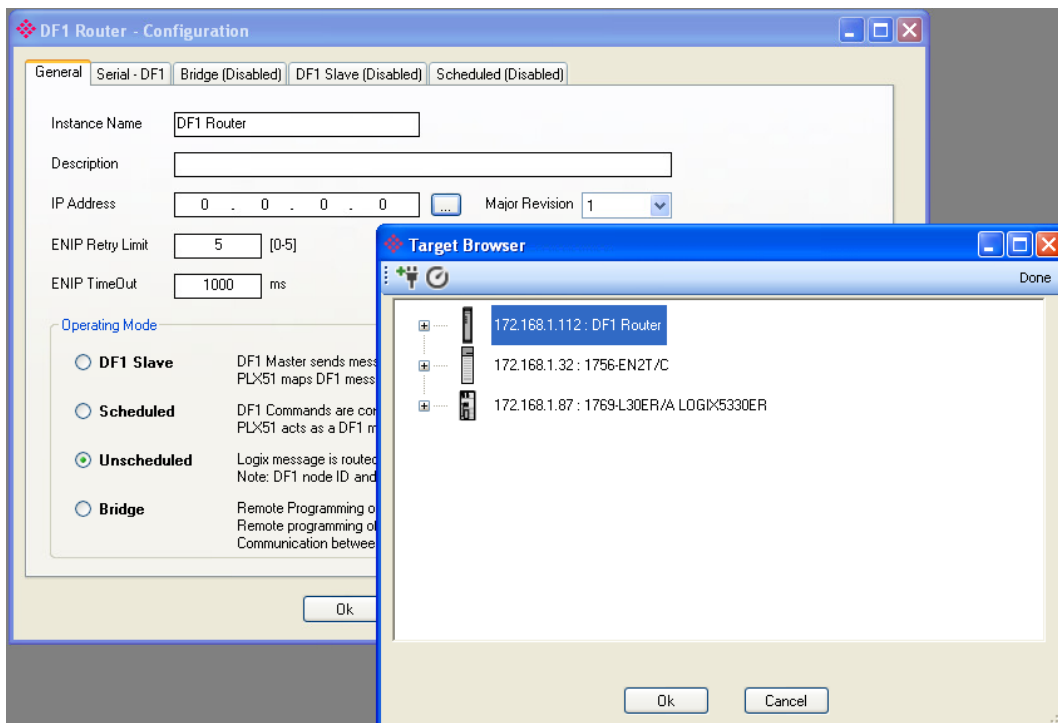 DF1 Router - Configuration
General Serial - DF1 Bridge (Disabled) DF1 Slave (Disabled) Scheduled (Disabled)
Instance Name DF1 Router
Description
IP Address 0 . 0 . 0 . 0 ... Major Revision 1
ENIP Retry Limit 5 [0-5]
ENIP TimeOut 1000 ms
Operating Mode
DF1 Slave DF1 Master sends mess
PLX51 maps DF1 mess
Scheduled DF1 Commands are con
PLX51 acts as a DF1 m
Unscheduled Logix message is routed
Note: DF1 node ID and
Bridge Remote Programming o
Remote programming of
Communication betwee
Ok
Target Browser
Done
172.168.1.112 : DF1 Router
172.168.1.32 : 1756-EN2T/C
172.168.1.87 : 1769-L30ER/A LOGIX5330ER
Ok Cancel